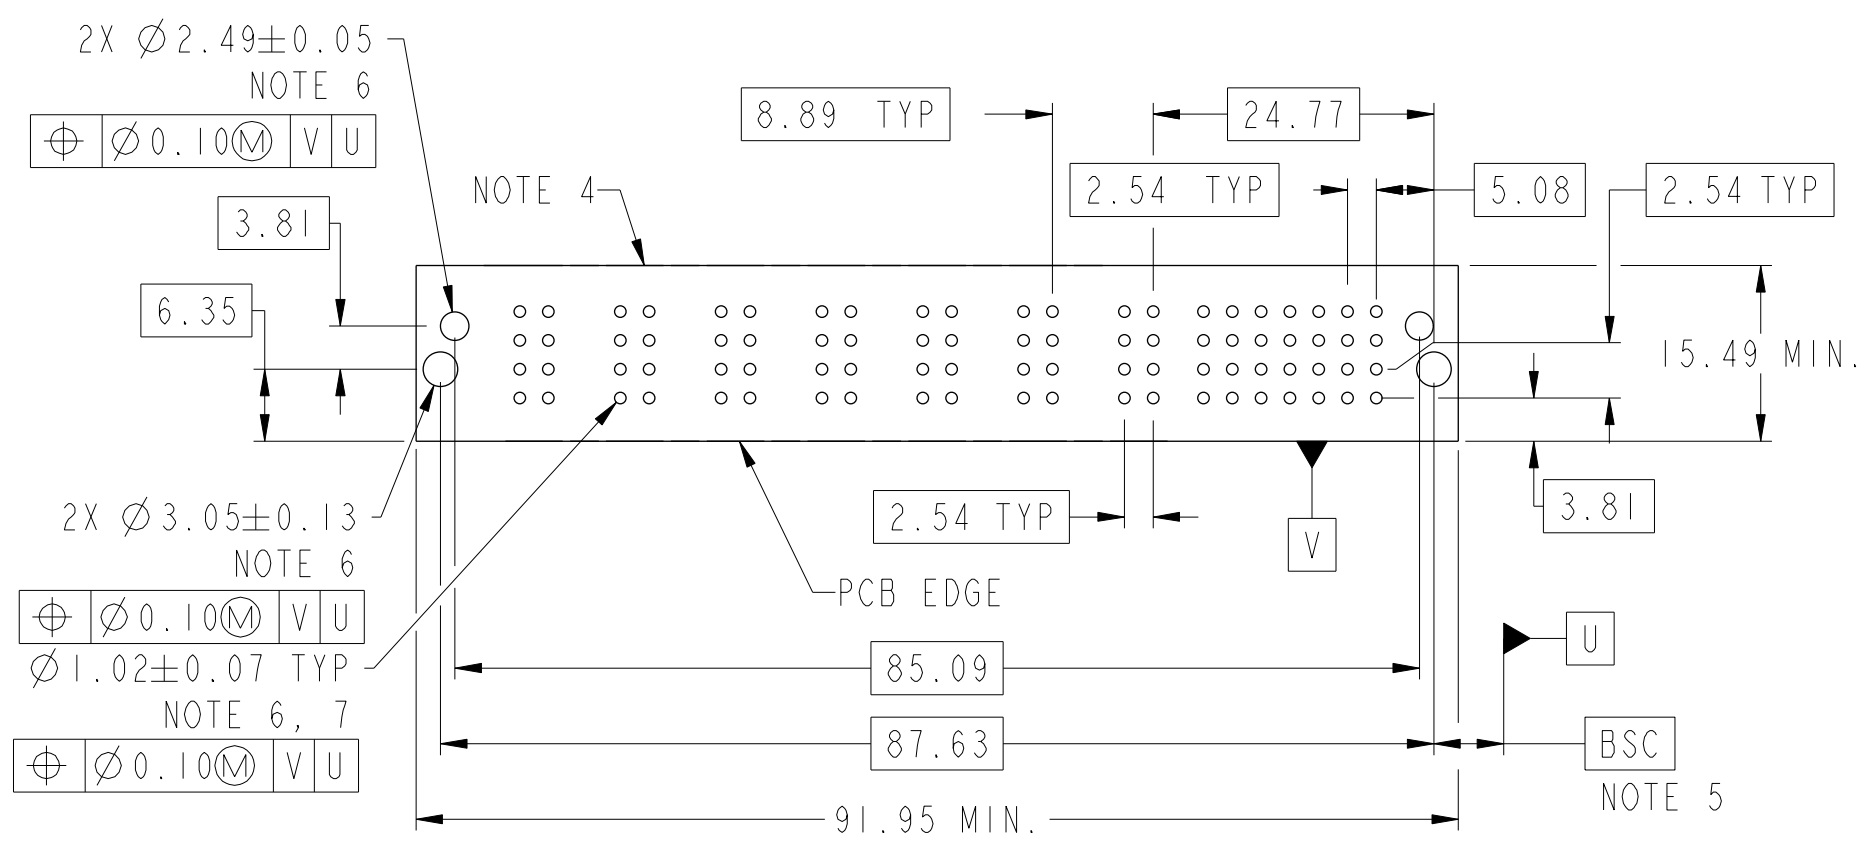 2X ∅2.49±0.05
NOTE 6
⌖ ∅0.10Ⓜ V U
3.81
6.35
NOTE 4
8.89 TYP
24.77
2.54 TYP
5.08
2.54 TYP
15.49 MIN.
3.81
2.54 TYP
V
PCB EDGE
2X ∅3.05±0.13
NOTE 6
⌖ ∅0.10Ⓜ V U
∅1.02±0.07 TYP
NOTE 6, 7
⌖ ∅0.10Ⓜ V U
85.09
U
87.63
BSC
NOTE 5
91.95 MIN.